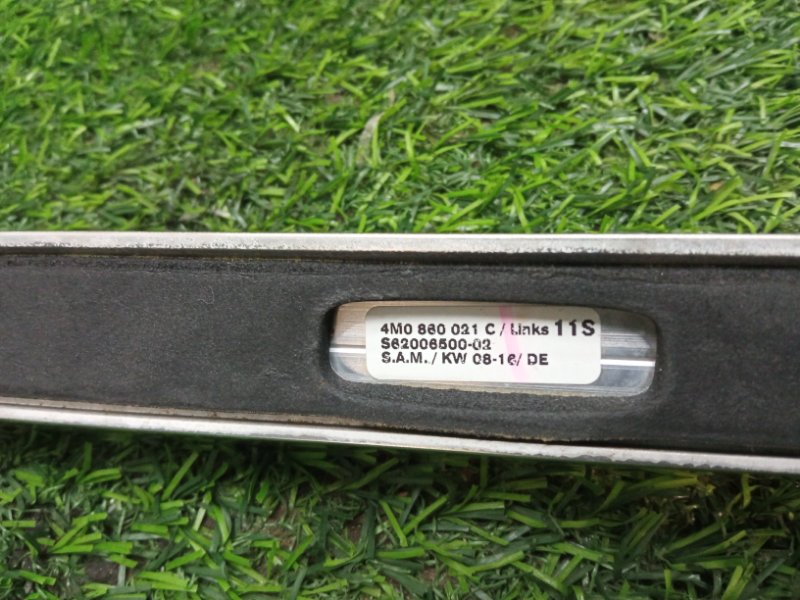 4M0 860 021 C / Links 11S
S62006500-02
S.A.M. / KW 08-16/ DE